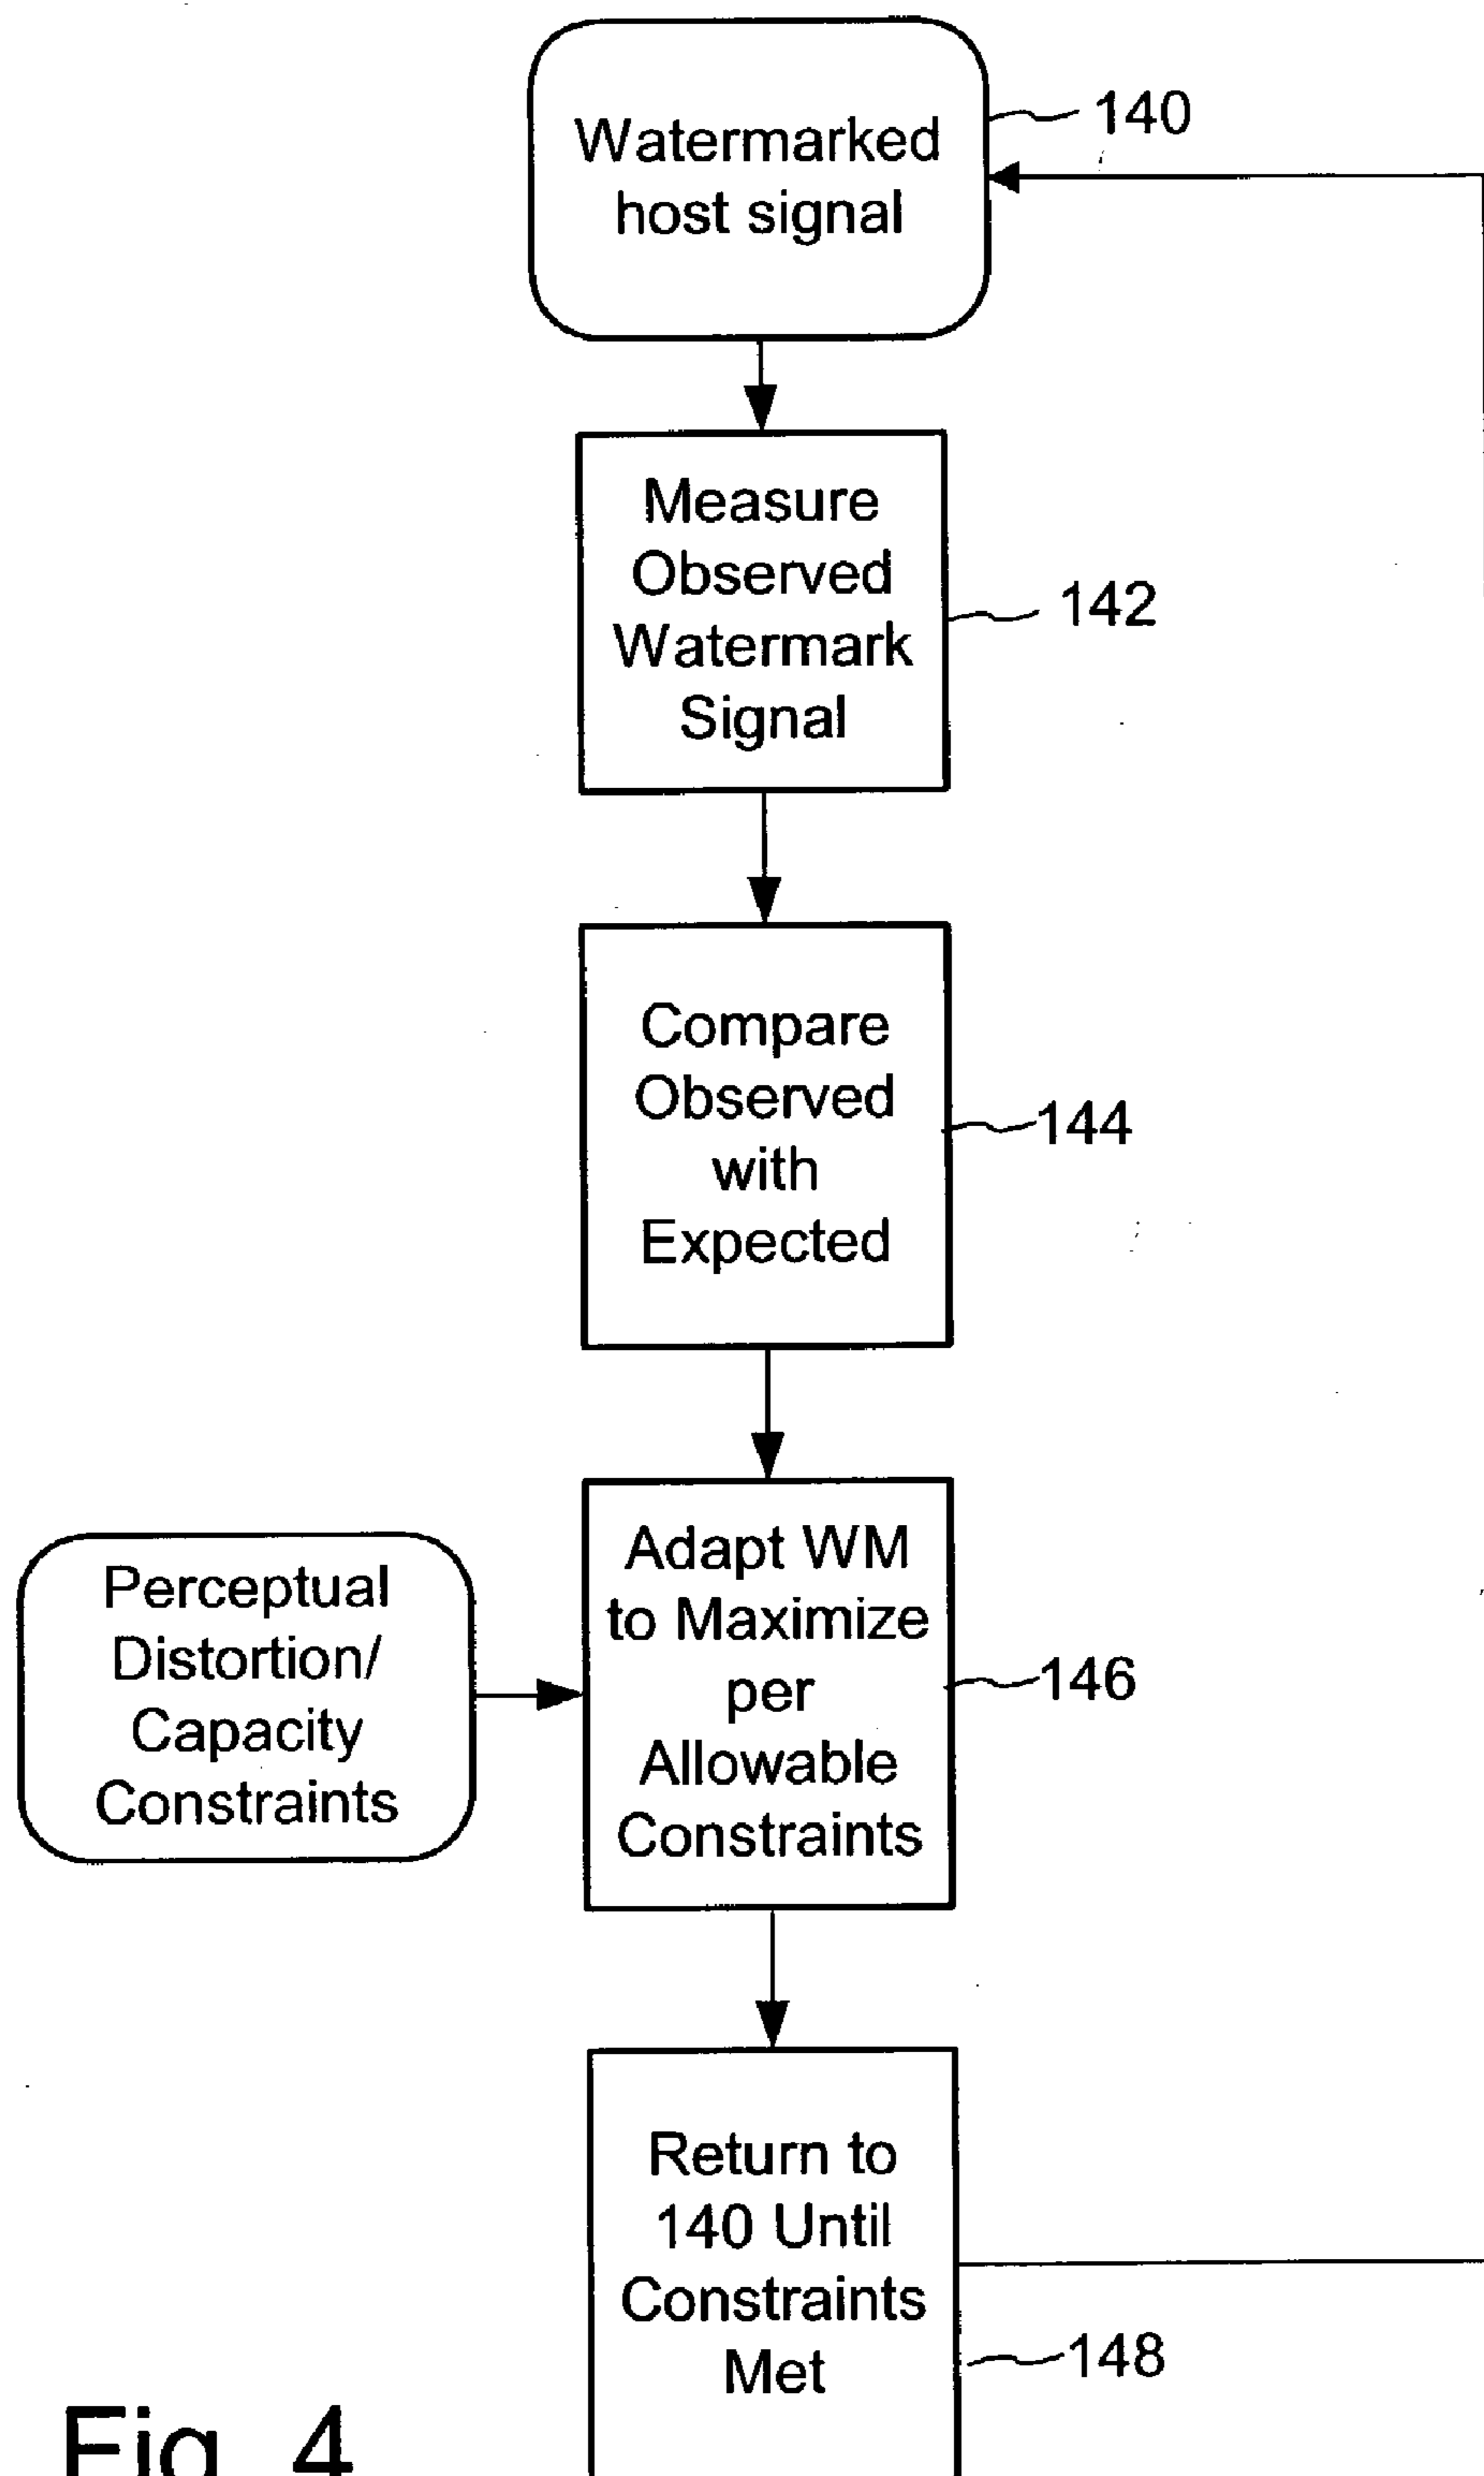 Watermarked
host signal
140
Measure
Observed
Watermark
Signal
142
Compare
Observed
with
Expected
144
Perceptual
Distortion/
Capacity
Constraints
Adapt WM
to Maximize
per
Allowable
Constraints
146
Return to
140 Until
Constraints
Met
148
Fig. 4